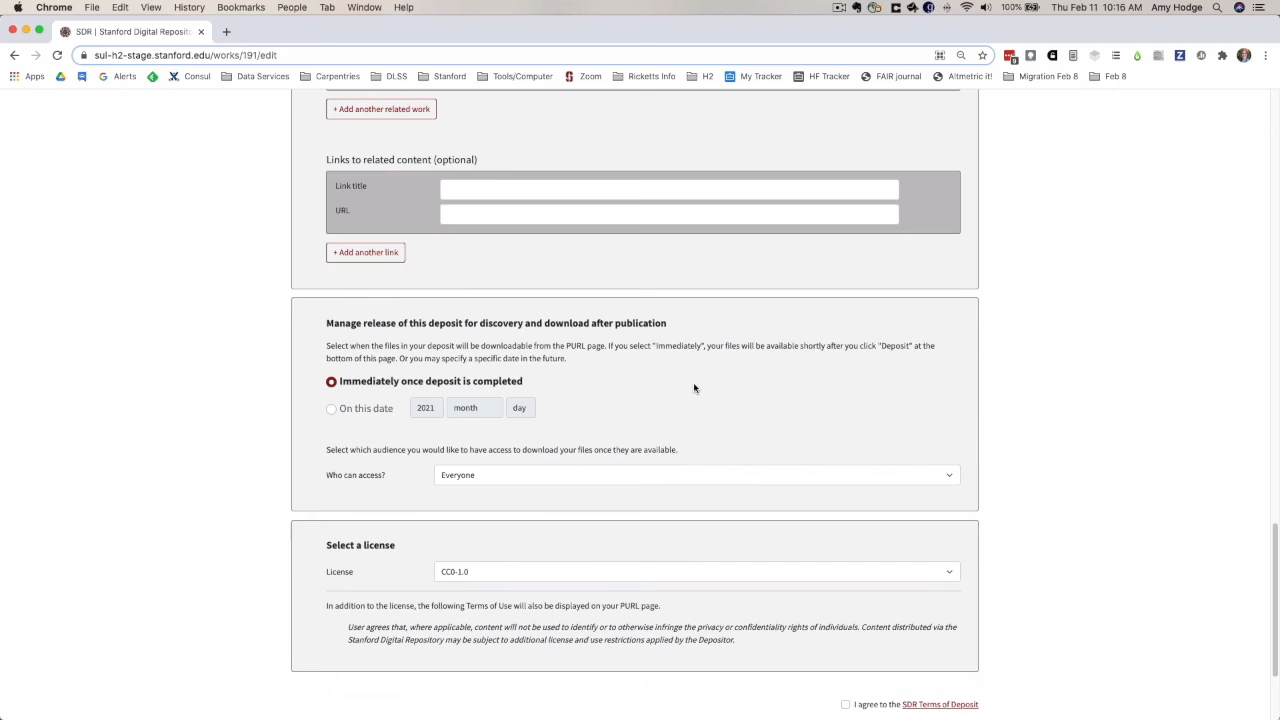 Chrome File Edit View History Bookmarks People Tab Window Help 100% Thu Feb 11 10:16 AM Amy Hodge
SDR | Stanford Digital Reposito
sul-h2-stage.stanford.edu/works/191/edit
Apps Alerts Consul Data Services Carpentries DLSS Stanford Tools/Computer Zoom Ricketts Info H2 My Tracker HF Tracker FAIR journal Altmetric it! Migration Feb 8 Feb 8
+ Add another related work
Links to related content (optional)
Link title
URL
+ Add another link
Manage release of this deposit for discovery and download after publication
Select when the files in your deposit will be downloadable from the PURL page. If you select "Immediately", your files will be available shortly after you click "Deposit" at the
bottom of this page. Or you may specify a specific date in the future.
Immediately once deposit is completed
On this date 2021 month day
Select which audience you would like to have access to download your files once they are available.
Who can access? Everyone
Select a license
License CC0-1.0
In addition to the license, the following Terms of Use will also be displayed on your PURL page.
User agrees that, where applicable, content will not be used to identify or to otherwise infringe the privacy or confidentiality rights of individuals. Content distributed via the
Stanford Digital Repository may be subject to additional license and use restrictions applied by the Depositor.
I agree to the SDR Terms of Deposit